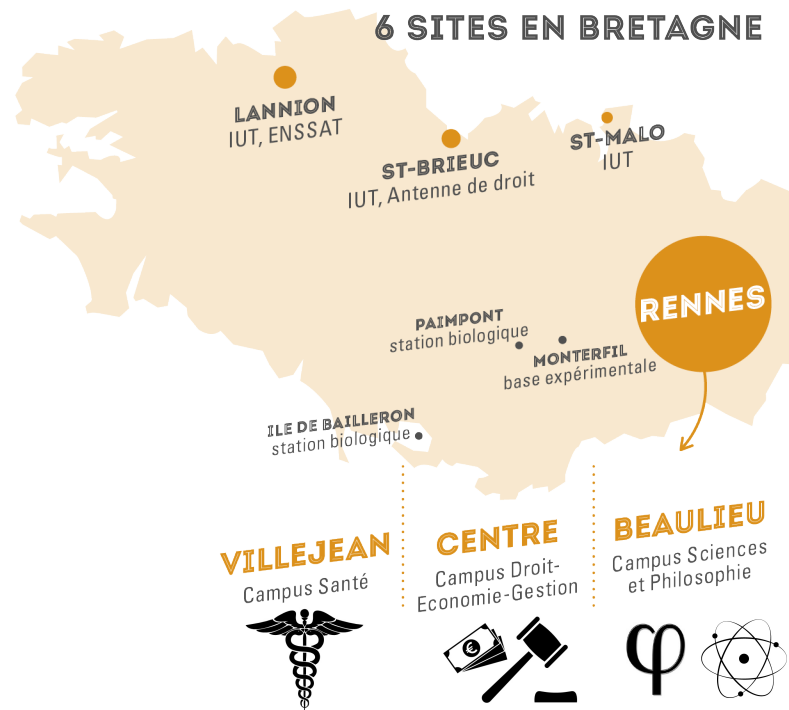 6 SITES EN BRETAGNE
LANNION
IUT, ENSSAT
ST-BRIEUC
IUT, Antenne de droit
ST-MALO
IUT
RENNES
PAIMPONT
station biologique
MONTERFIL
base expérimentale
ILE DE BAILLERON
station biologique
VILLEJEAN
Campus Santé
CENTRE
Campus Droit-
Economie-Gestion
BEAULIEU
Campus Sciences
et Philosophie
€
φ